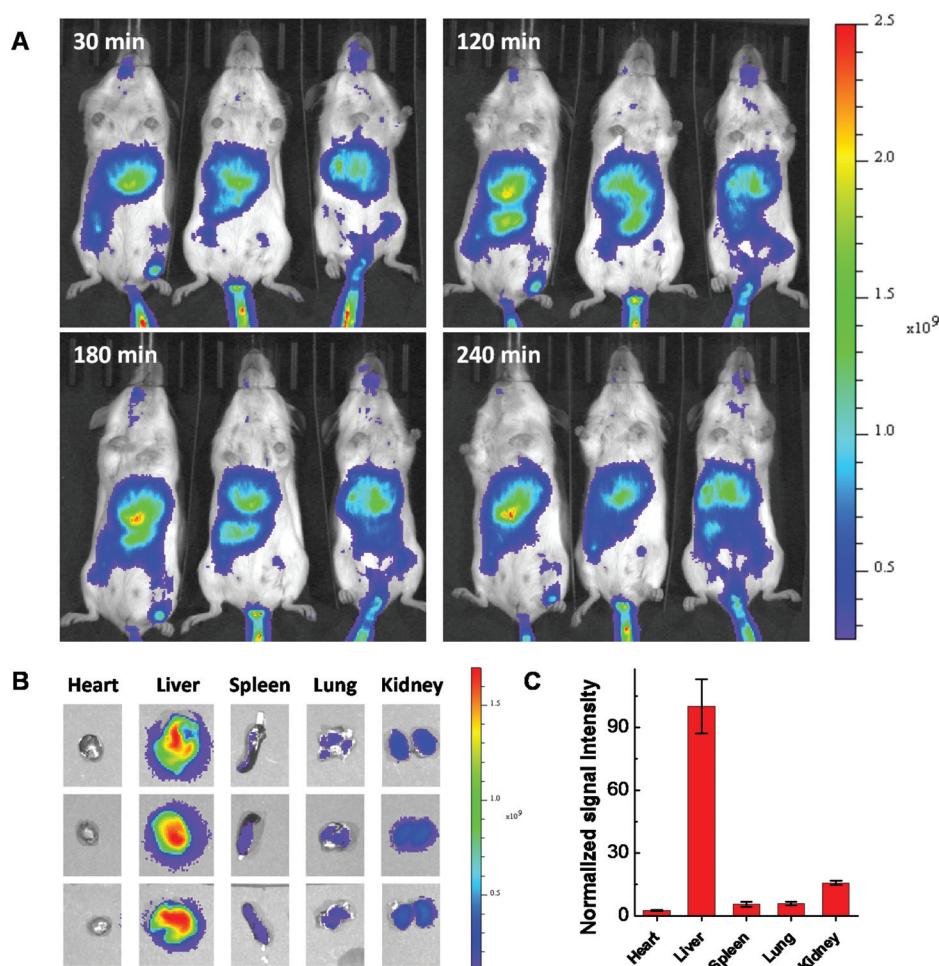 A
30 min
120 min
180 min
240 min
2.5
2.0
1.5
x10⁹
1.0
0.5
B
Heart Liver Spleen Lung Kidney
1.5
1.0
x10⁹
0.5
C
Normalized signal Intensity
90
60
30
0
Heart
Liver
Spleen
Lung
Kidney